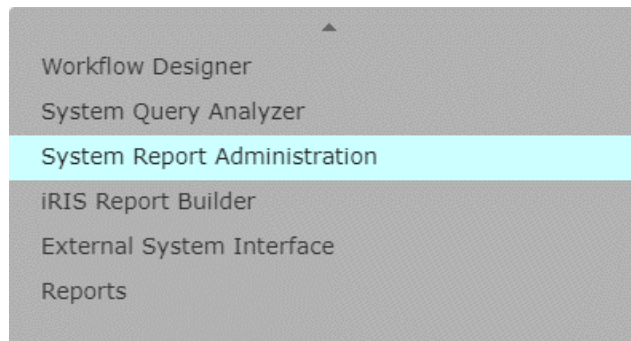 Workflow Designer
System Query Analyzer
System Report Administration
iRIS Report Builder
External System Interface
Reports